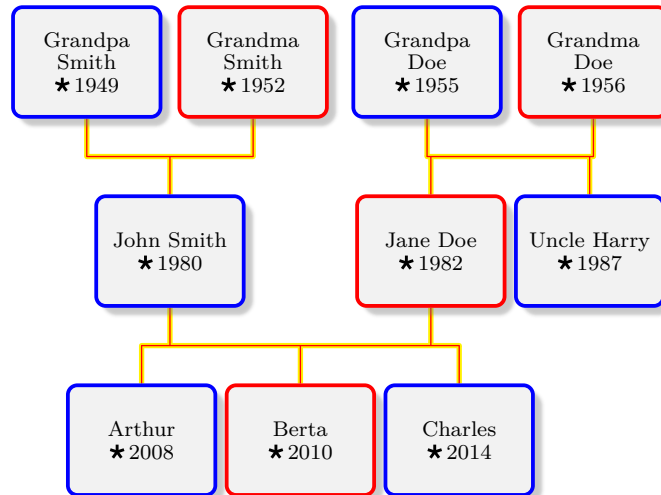 Grandpa
Smith
★ 1949
Grandma
Smith
★ 1952
Grandpa
Doe
★ 1955
Grandma
Doe
★ 1956
John Smith
★ 1980
Jane Doe
★ 1982
Uncle Harry
★ 1987
Arthur
★ 2008
Berta
★ 2010
Charles
★ 2014